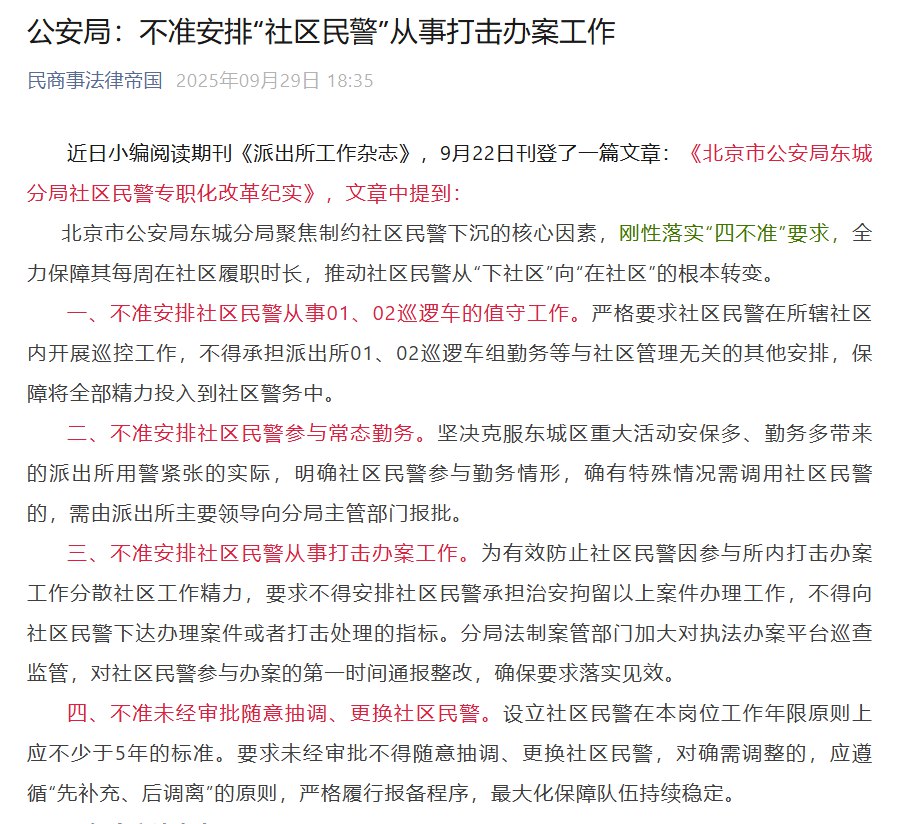 公安局：不准安排“社区民警”从事打击办案工作
民商事法律帝国 2025年09月29日 18:35
近日小编阅读期刊《派出所工作杂志》，9月22日刊登了一篇文章：《北京市公安局东城
分局社区民警专职化改革纪实》，文章中提到：
北京市公安局东城分局聚焦制约社区民警下沉的核心因素，刚性落实“四不准”要求，全
力保障其每周在社区履职时长，推动社区民警从“下社区”向“在社区”的根本转变。
一、不准安排社区民警从事01、02巡逻车的值守工作。严格要求社区民警在所辖社区
内开展巡控工作，不得承担派出所01、02巡逻车组勤务等与社区管理无关的其他安排，保
障将全部精力投入到社区警务中。
二、不准安排社区民警参与常态勤务。坚决克服东城区重大活动安保多、勤务多带来
的派出所用警紧张的实际，明确社区民警参与勤务情形，确有特殊情况需调用社区民警
的，需由派出所主要领导向分局主管部门报批。
三、不准安排社区民警从事打击办案工作。为有效防止社区民警因参与所内打击办案
工作分散社区工作精力，要求不得安排社区民警承担治安拘留以上案件办理工作，不得向
社区民警下达办理案件或者打击处理的指标。分局法制案管部门加大对执法办案平台巡查
监管，对社区民警参与办案的第一时间通报整改，确保要求落实见效。
四、不准未经审批随意抽调、更换社区民警。设立社区民警在本岗位工作年限原则上
应不少于5年的标准。要求未经审批不得随意抽调、更换社区民警，对确需调整的，应遵
循“先补充、后调离”的原则，严格履行报备程序，最大化保障队伍持续稳定。